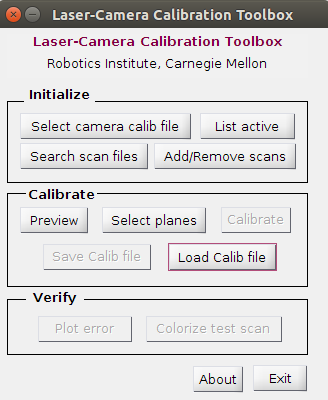 Laser-Camera Calibration Toolbox
Laser-Camera Calibration Toolbox
Robotics Institute, Carnegie Mellon
Initialize
Select camera calib file List active
Search scan files Add/Remove scans
Calibrate
Preview Select planes Calibrate
Save Calib file Load Calib file
Verify
Plot error Colorize test scan
About Exit